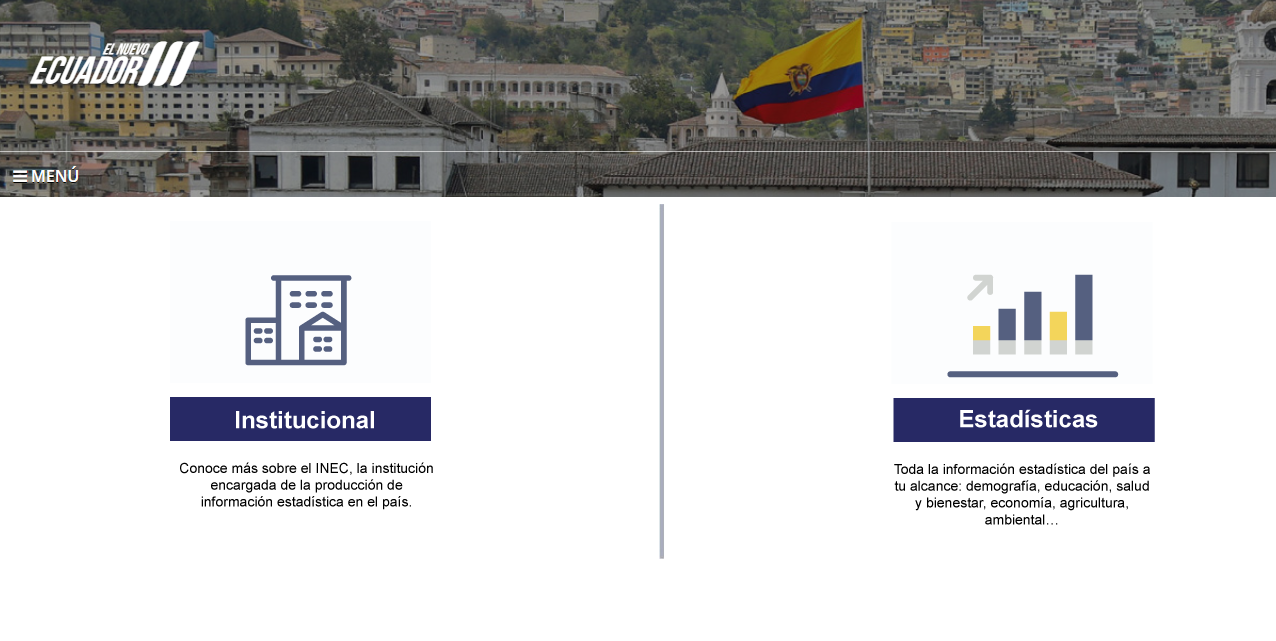 EL NUEVO
ECUADOR
MENÚ
Institucional
Conoce más sobre el INEC, la institución
encargada de la producción de
información estadística en el país.
Estadísticas
Toda la información estadística del país a
tu alcance: demografía, educación, salud
y bienestar, economía, agricultura,
ambiental…